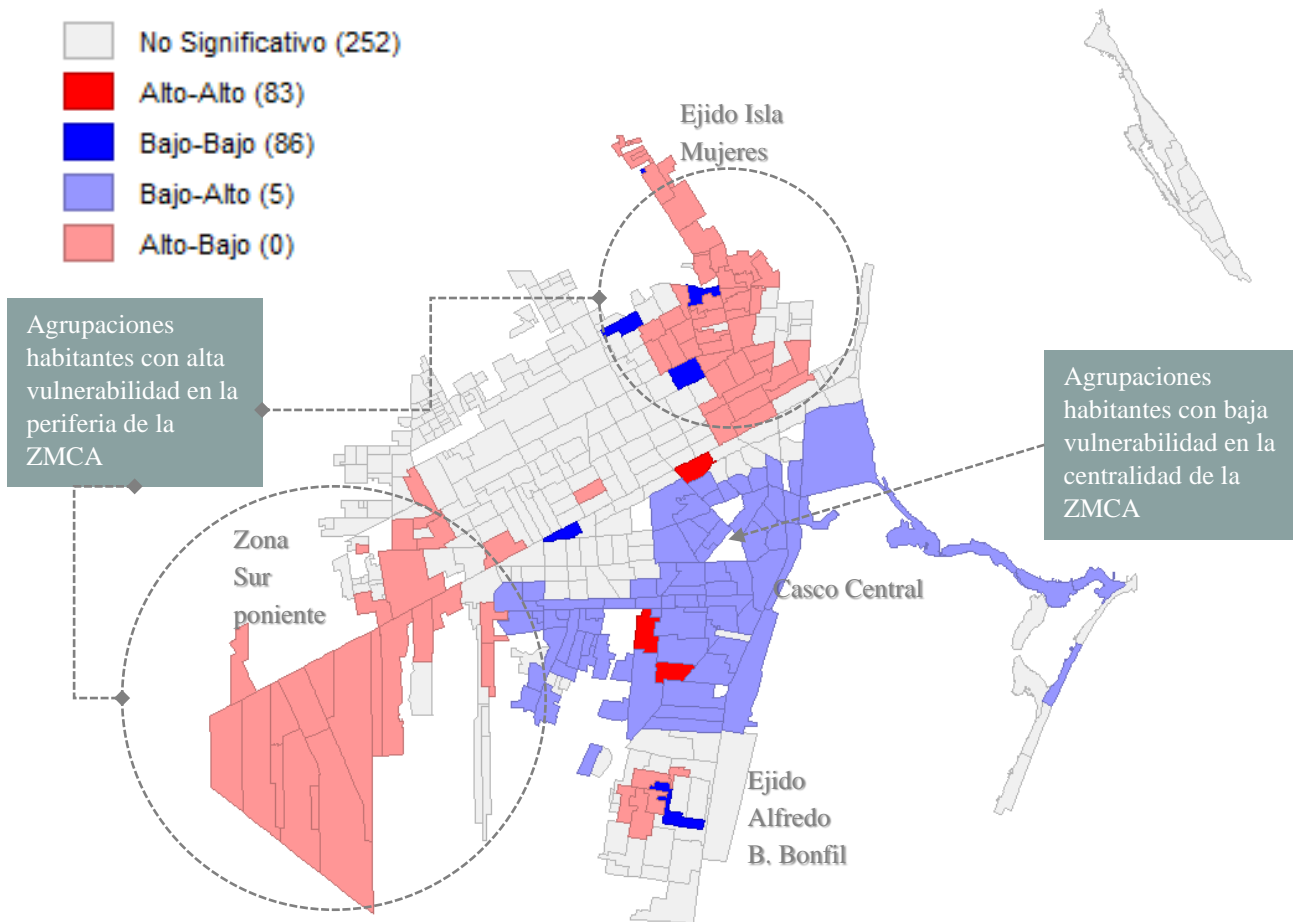 No Significativo (252)
Alto-Alto (83)
Bajo-Bajo (86)
Bajo-Alto (5)
Alto-Bajo (0)
Ejido Isla
Mujeres
Agrupaciones
habitantes con alta
vulnerabilidad en la
periferia de la
ZMCA
Agrupaciones
habitantes con baja
vulnerabilidad en la
centralidad de la
ZMCA
Zona
Sur
poniente
Casco Central
Ejido
Alfredo
B. Bonfil